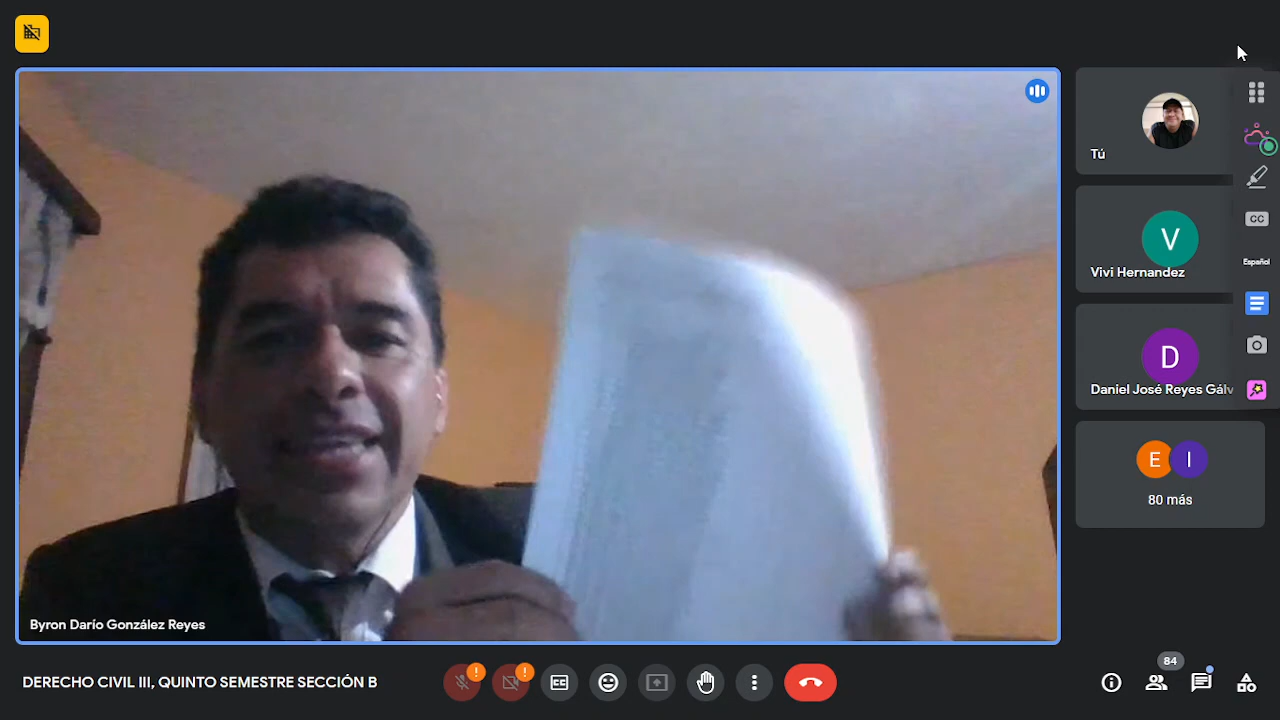 Tú
V
Vivi Hernandez
CC
Español
D
Daniel José Reyes Gálv
E I
80 más
Byron Darío González Reyes
DERECHO CIVIL III, QUINTO SEMESTRE SECCIÓN B
84